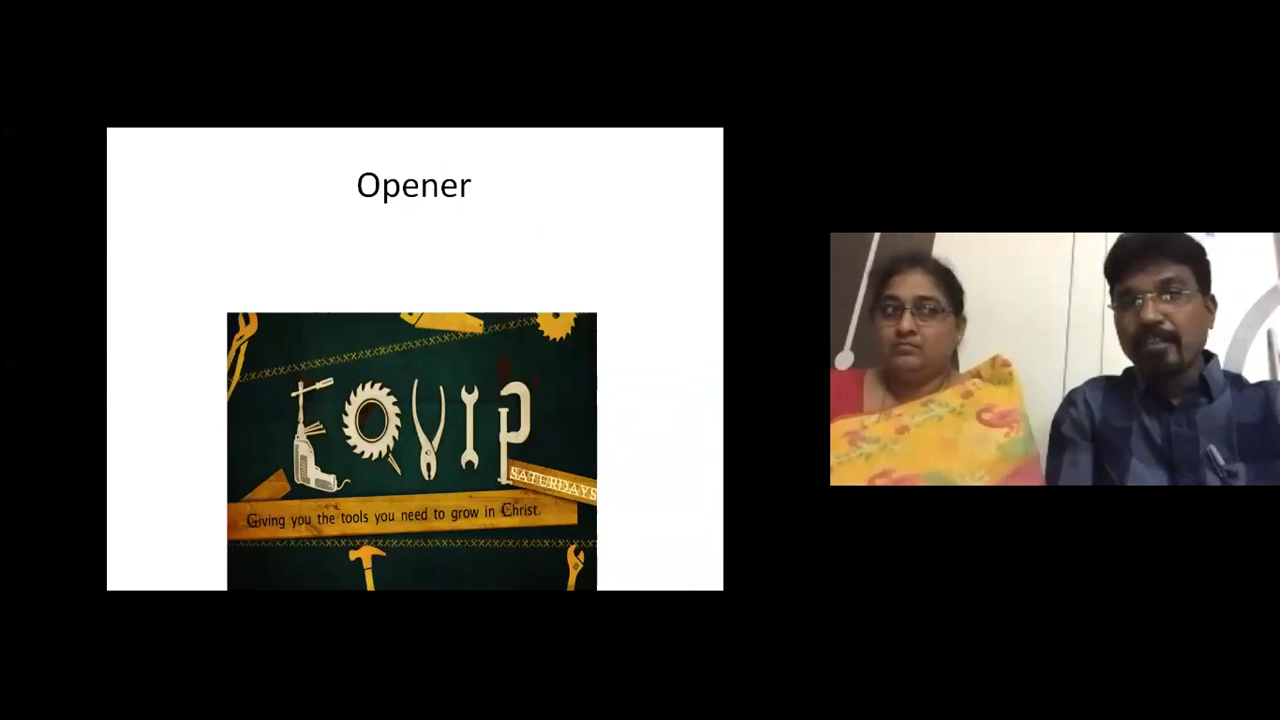 Opener
EQUIP
SATURDAYS
Giving you the tools you need to grow in Christ.